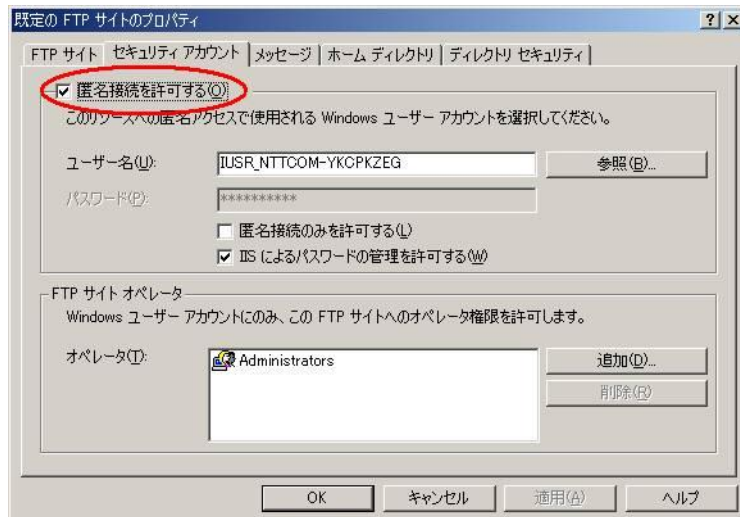 既定の FTP サイトのプロパティ
FTP サイト セキュリティ アカウント メッセージ ホーム ディレクトリ ディレクトリ セキュリティ
匿名接続を許可する(O)
このリソースへの匿名アクセスで使用される Windows ユーザー アカウントを選択してください。
ユーザー名(U): IUSR_NTTCOM-YKCPKZEG 参照(B)...
パスワード(P): **********
匿名接続のみを許可する(L)
IIS によるパスワードの管理を許可する(W)
FTP サイト オペレータ
Windows ユーザー アカウントにのみ、この FTP サイトへのオペレータ権限を許可します。
オペレータ(T): Administrators 追加(D)...
削除(R)
OK キャンセル 適用(A) ヘルプ